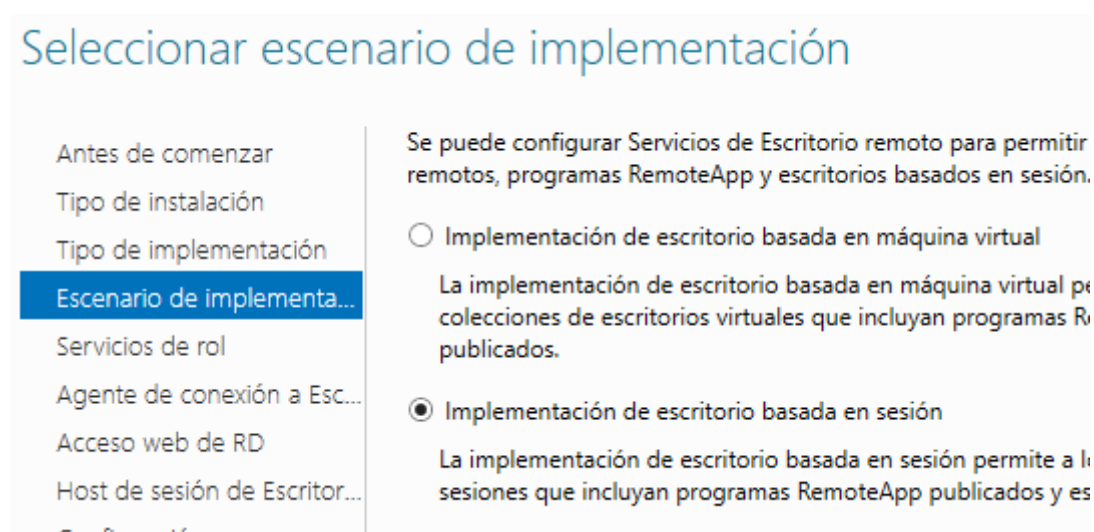 Seleccionar escenario de implementación
Antes de comenzar
Tipo de instalación
Tipo de implementación
Escenario de implementa...
Servicios de rol
Agente de conexión a Esc...
Acceso web de RD
Host de sesión de Escritor...
Se puede configurar Servicios de Escritorio remoto para permitir
remotos, programas RemoteApp y escritorios basados en sesión.
Implementación de escritorio basada en máquina virtual
La implementación de escritorio basada en máquina virtual
colecciones de escritorios virtuales que incluyan programas
publicados.
Implementación de escritorio basada en sesión
La implementación de escritorio basada en sesión permite a
sesiones que incluyan programas RemoteApp publicados y